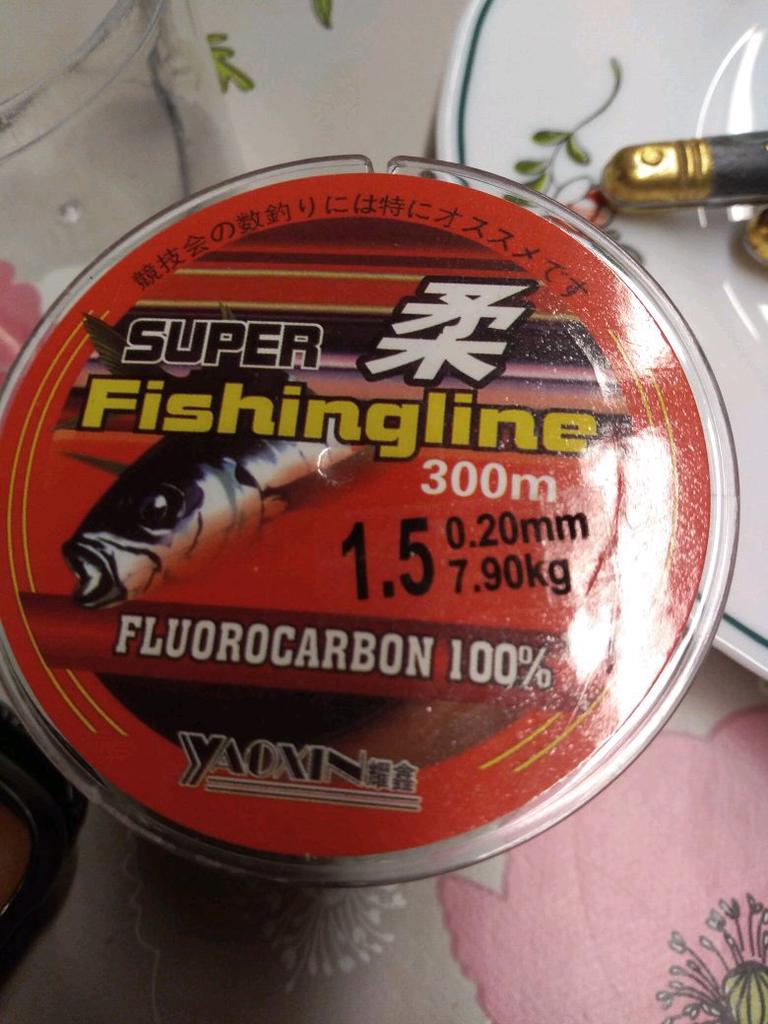 競技会の数釣りには特にオススメです
SUPER 柔
Fishingline
300m
1.5 0.20mm
7.90kg
FLUOROCARBON 100%
YAOXIN 耀鑫